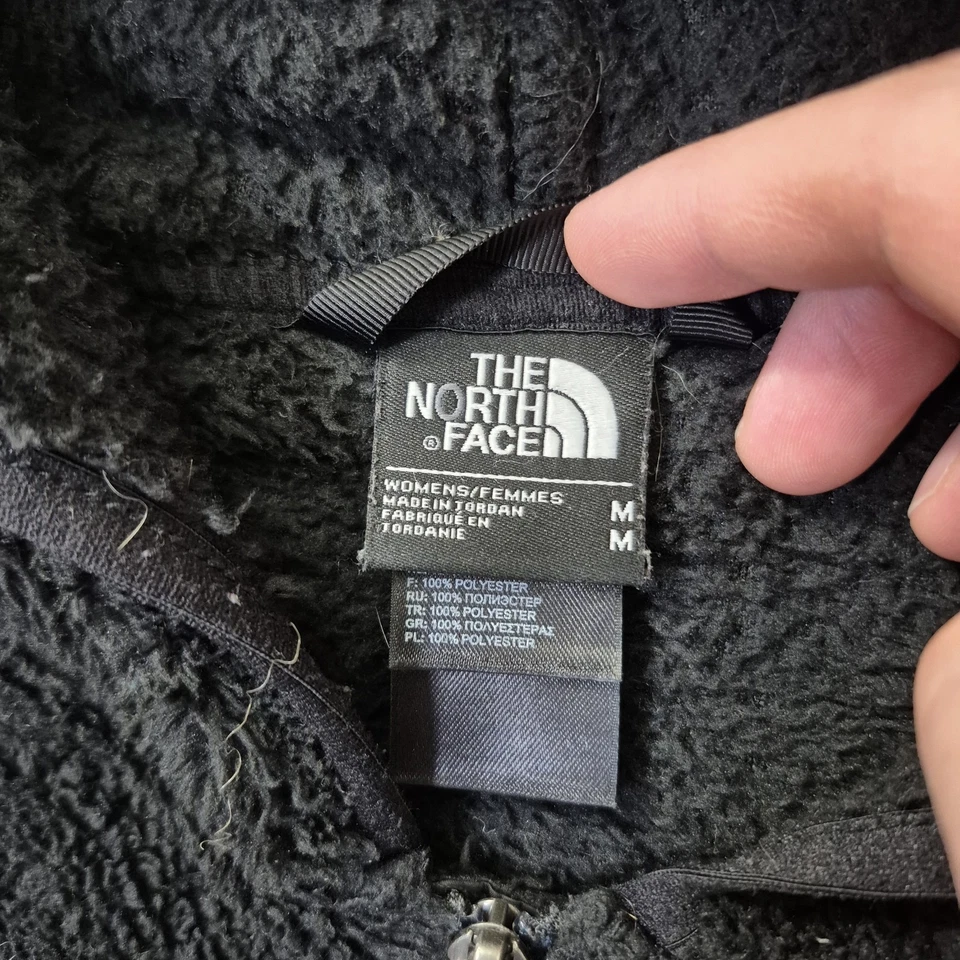 THE
NORTH
® FACE
WOMENS/FEMMES
MADE IN JORDAN M
FABRIQUÉ EN
JORDANIE M
F: 100% POLYESTER
RU: 100% ПОЛИЭСТЕР
TR: 100% POLYESTER
GR: 100% ΠΟΛΥΕΣΤΕΡΑΣ
PL: 100% POLYESTER